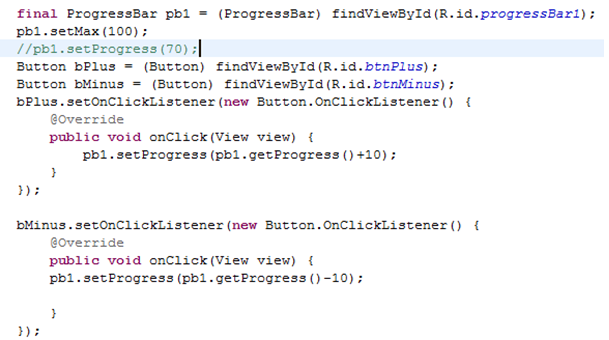 final ProgressBar pb1 = (ProgressBar) findViewById(R.id.progressBar1);
pb1.setMax(100);
//pb1.setProgress(70);
Button bPlus = (Button) findViewById(R.id.btnPlus);
Button bMinus = (Button) findViewById(R.id.btnMinus);
bPlus.setOnClickListener(new Button.OnClickListener() {
    @Override
    public void onClick(View view) {
        pb1.setProgress(pb1.getProgress()+10);
    }
});

bMinus.setOnClickListener(new Button.OnClickListener() {
    @Override
    public void onClick(View view) {
    pb1.setProgress(pb1.getProgress()-10);

    }
});